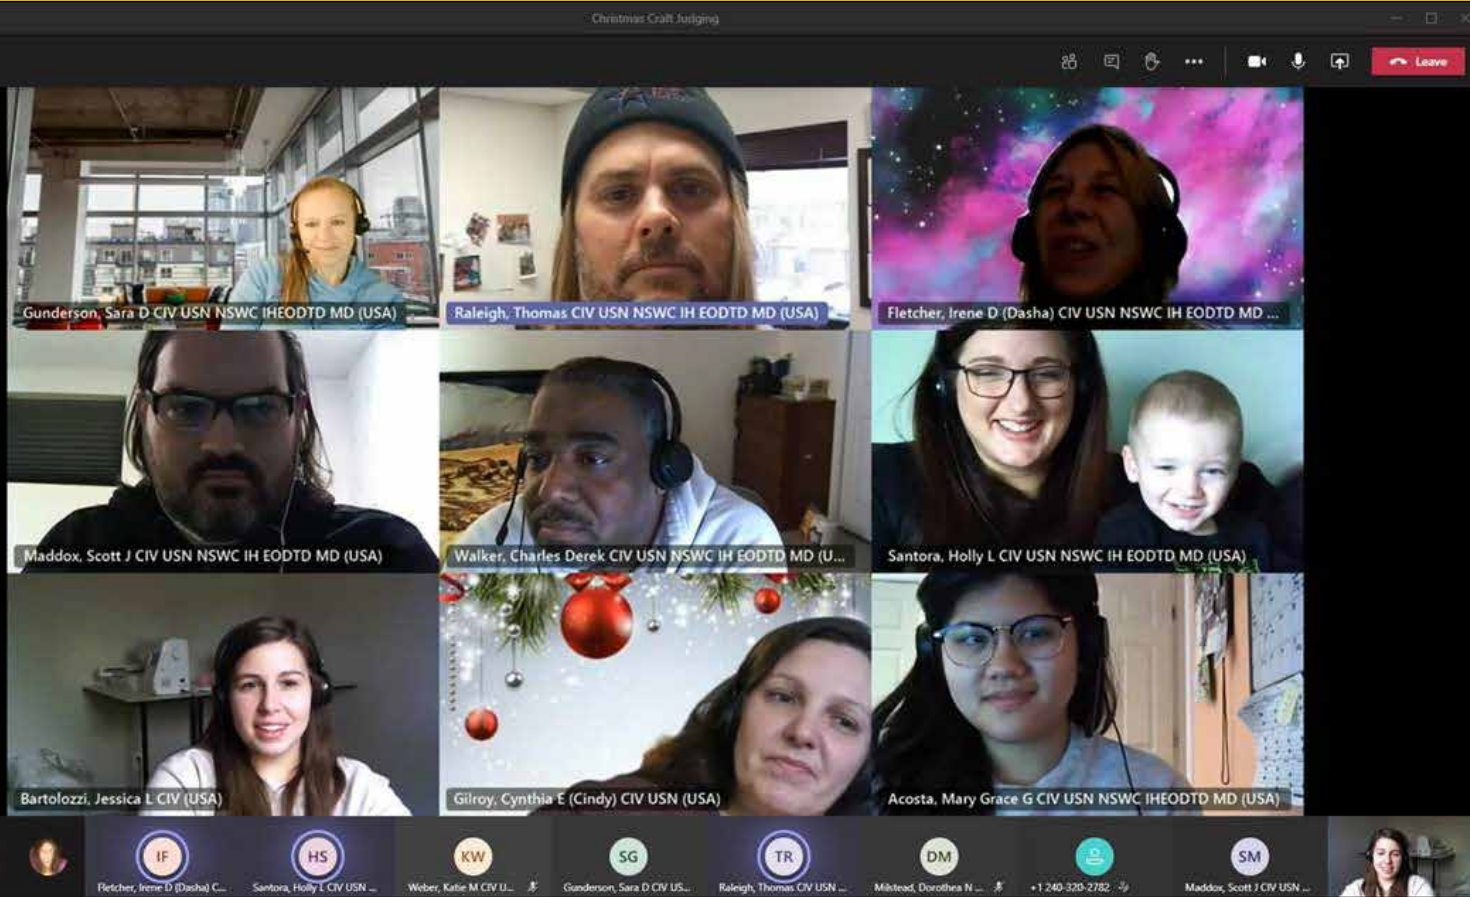 Christmas Craft Judging
Leave
Gunderson, Sara D CIV USN NSWC IHEODTD MD (USA)
Raleigh, Thomas CIV USN NSWC IH EODTD MD (USA)
Fletcher, Irene D (Dasha) CIV USN NSWC IH EODTD MD ...
Maddox, Scott J CIV USN NSWC IH EODTD MD (USA)
Walker, Charles Derek CIV USN NSWC IH EODTD MD (U...
Santora, Holly L CIV USN NSWC IH EODTD MD (USA)
Bartolozzi, Jessica L CIV (USA)
Gilroy, Cynthia E (Cindy) CIV USN (USA)
Acosta, Mary Grace G CIV USN NSWC IHEODTD MD (USA)
IF
HS
KW
SG
TR
DM
SM
Fletcher, Irene D (Dasha) C...
Santora, Holly L CIV USN ...
Weber, Katie M CIV U...
Gunderson, Sara D CIV US...
Raleigh, Thomas CIV USN ...
Milstead, Dorothea N ...
+1 240-320-2782
Maddox, Scott J CIV USN ...